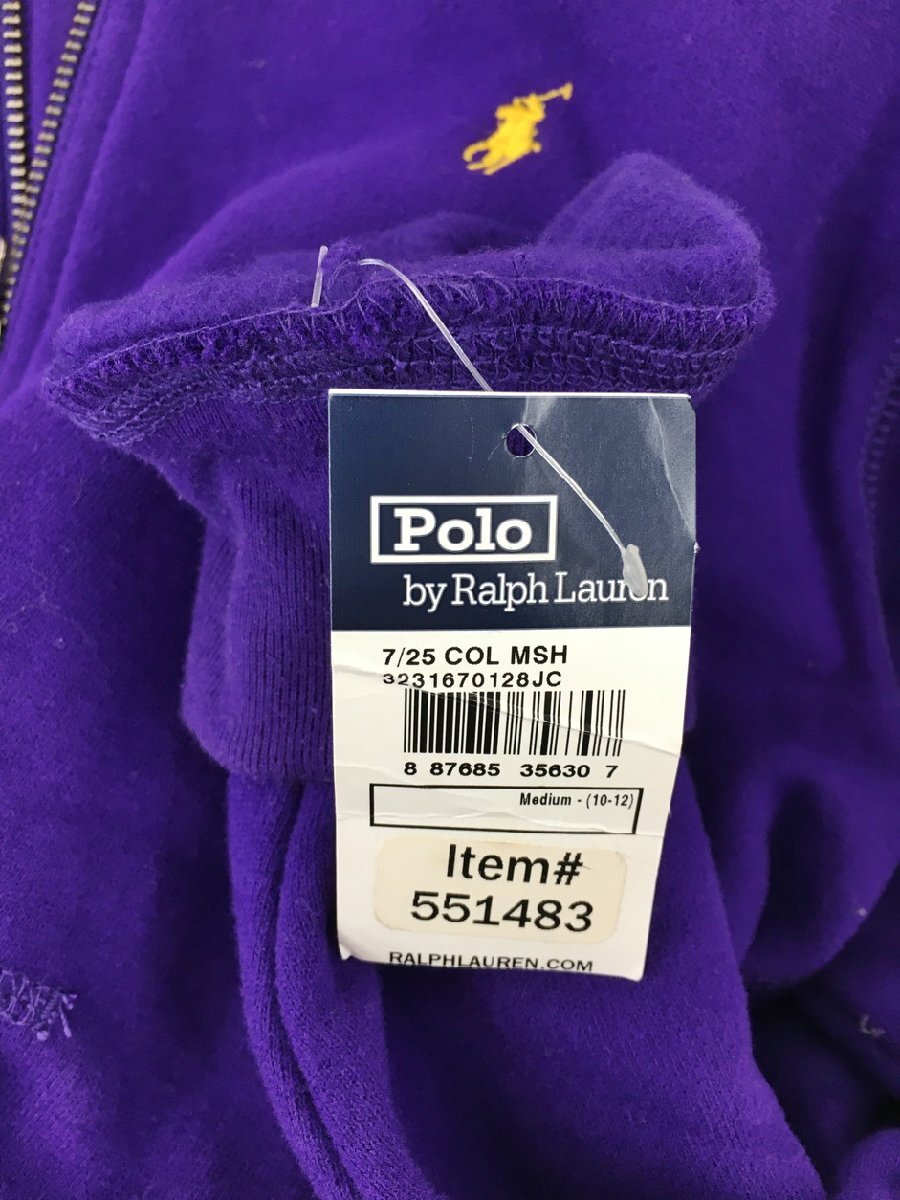 Polo
by Ralph Lauren
7/25 COL MSH
3231670128JC
8 87685 35630 7
Medium - (10-12)
Item#
551483
RALPHLAUREN.COM